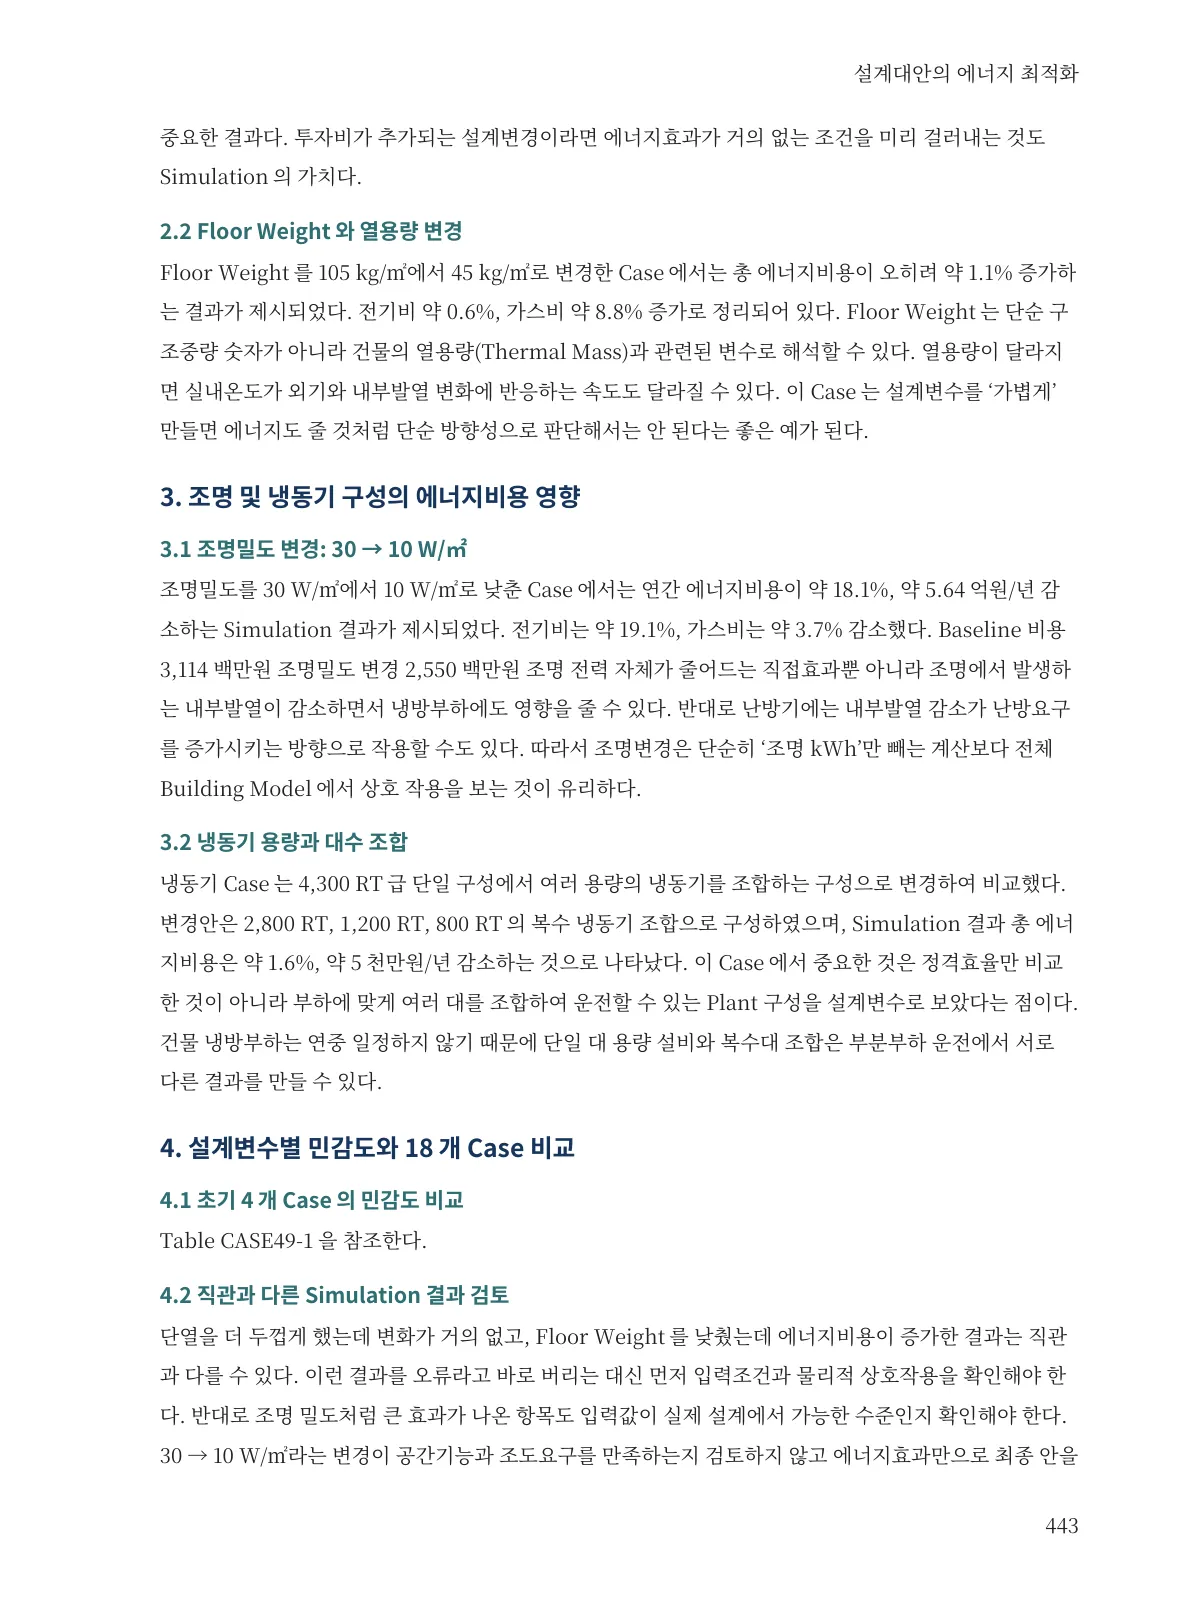 설계대안의 에너지 최적화
중요한 결과다. 투자비가 추가되는 설계변경이라면 에너지효과가 거의 없는 조건을 미리 걸러내는 것도
Simulation 의 가치다.
2.2 Floor Weight 와 열용량 변경
Floor Weight 를 105 kg/㎡에서 45 kg/㎡로 변경한 Case 에서는 총 에너지비용이 오히려 약 1.1% 증가하
는 결과가 제시되었다. 전기비 약 0.6%, 가스비 약 8.8% 증가로 정리되어 있다. Floor Weight 는 단순 구
조중량 숫자가 아니라 건물의 열용량(Thermal Mass)과 관련된 변수로 해석할 수 있다. 열용량이 달라지
면 실내온도가 외기와 내부발열 변화에 반응하는 속도도 달라질 수 있다. 이 Case 는 설계변수를 ‘가볍게’
만들면 에너지도 줄 것처럼 단순 방향성으로 판단해서는 안 된다는 좋은 예가 된다.
3. 조명 및 냉동기 구성의 에너지비용 영향
3.1 조명밀도 변경: 30 → 10 W/㎡
조명밀도를 30 W/㎡에서 10 W/㎡로 낮춘 Case 에서는 연간 에너지비용이 약 18.1%, 약 5.64 억원/년 감
소하는 Simulation 결과가 제시되었다. 전기비는 약 19.1%, 가스비는 약 3.7% 감소했다. Baseline 비용
3,114 백만원 조명밀도 변경 2,550 백만원 조명 전력 자체가 줄어드는 직접효과뿐 아니라 조명에서 발생하
는 내부발열이 감소하면서 냉방부하에도 영향을 줄 수 있다. 반대로 난방기에는 내부발열 감소가 난방요구
를 증가시키는 방향으로 작용할 수도 있다. 따라서 조명변경은 단순히 ‘조명 kWh’만 빼는 계산보다 전체
Building Model 에서 상호 작용을 보는 것이 유리하다.
3.2 냉동기 용량과 대수 조합
냉동기 Case 는 4,300 RT 급 단일 구성에서 여러 용량의 냉동기를 조합하는 구성으로 변경하여 비교했다.
변경안은 2,800 RT, 1,200 RT, 800 RT 의 복수 냉동기 조합으로 구성하였으며, Simulation 결과 총 에너
지비용은 약 1.6%, 약 5 천만원/년 감소하는 것으로 나타났다. 이 Case 에서 중요한 것은 정격효율만 비교
한 것이 아니라 부하에 맞게 여러 대를 조합하여 운전할 수 있는 Plant 구성을 설계변수로 보았다는 점이다.
건물 냉방부하는 연중 일정하지 않기 때문에 단일 대 용량 설비와 복수대 조합은 부분부하 운전에서 서로
다른 결과를 만들 수 있다.
4. 설계변수별 민감도와 18 개 Case 비교
4.1 초기 4 개 Case 의 민감도 비교
Table CASE49-1 을 참조한다.
4.2 직관과 다른 Simulation 결과 검토
단열을 더 두껍게 했는데 변화가 거의 없고, Floor Weight 를 낮췄는데 에너지비용이 증가한 결과는 직관
과 다를 수 있다. 이런 결과를 오류라고 바로 버리는 대신 먼저 입력조건과 물리적 상호작용을 확인해야 한
다. 반대로 조명 밀도처럼 큰 효과가 나온 항목도 입력값이 실제 설계에서 가능한 수준인지 확인해야 한다.
30 → 10 W/㎡라는 변경이 공간기능과 조도요구를 만족하는지 검토하지 않고 에너지효과만으로 최종 안을
443